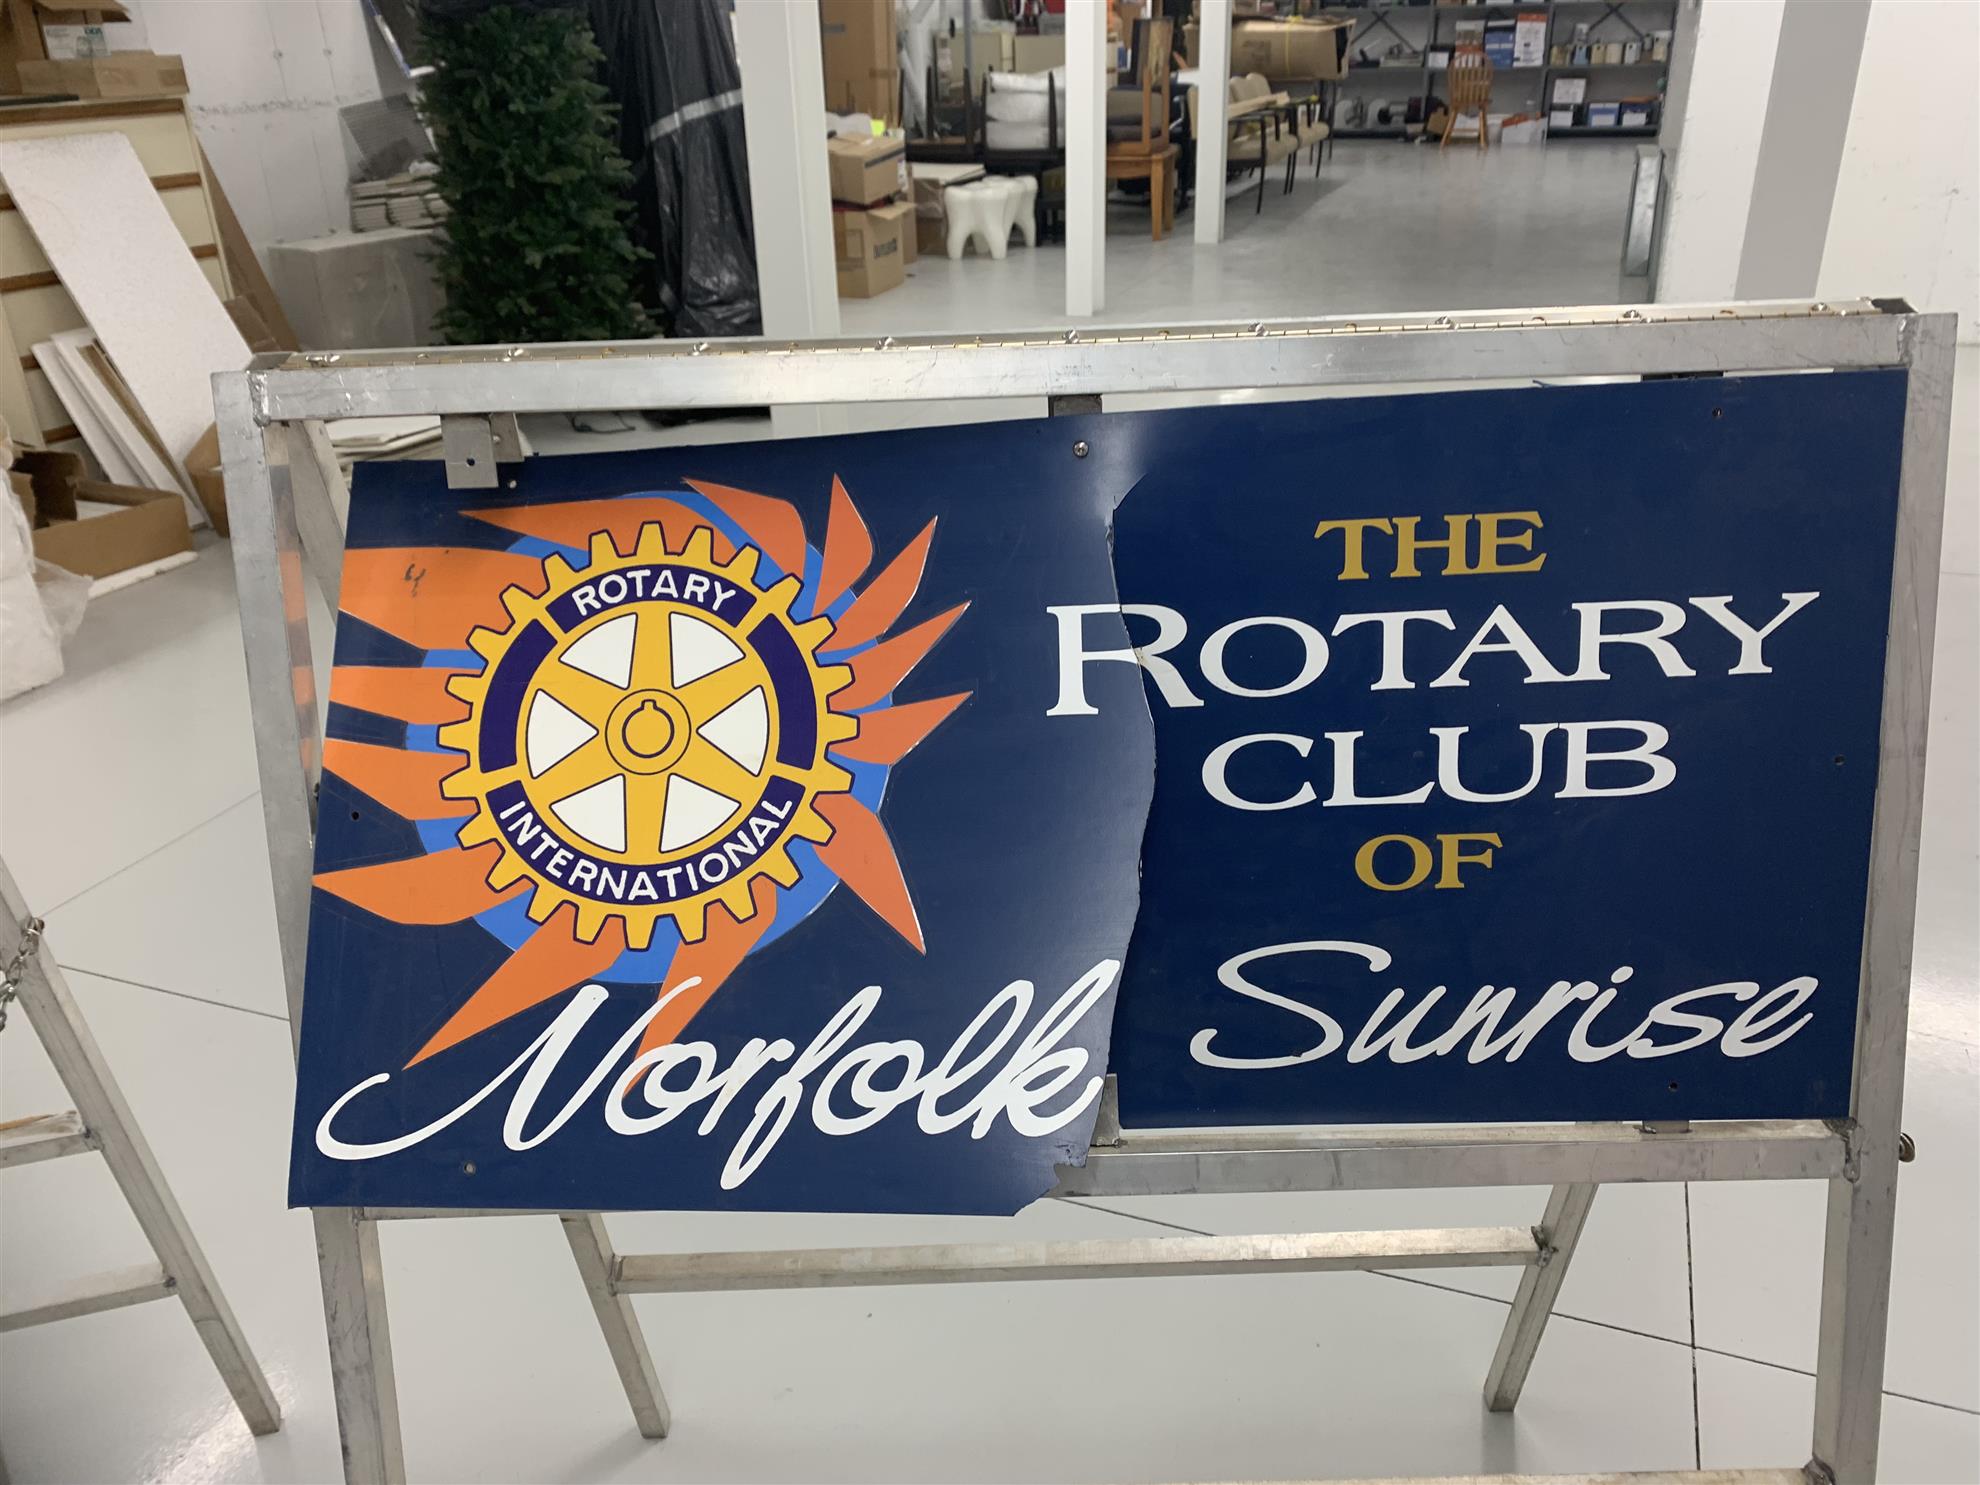 ROTARY
INTERNATIONAL
THE
ROTARY
CLUB
OF
Norfolk Sunrise